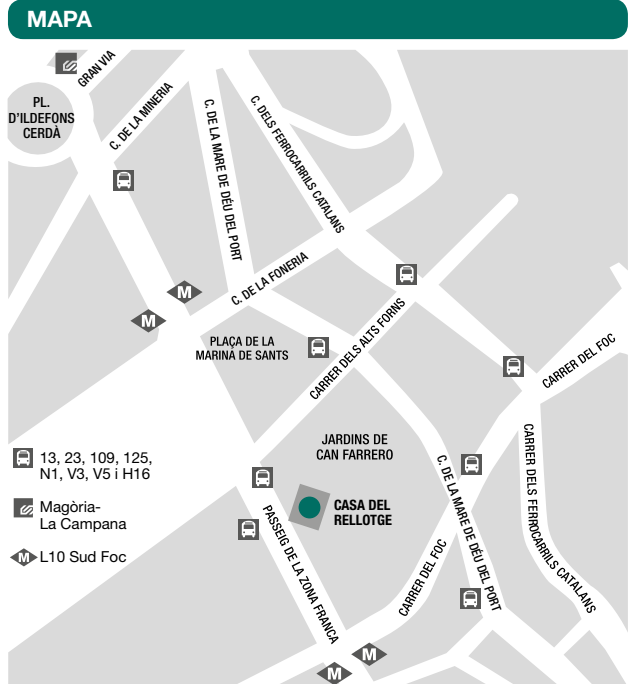 MAPA
GRAN VIA
PL.
D'ILDEFONS
CERDÀ
C. DE LA MINERIA
C. DE LA MARE DE DÉU DEL PORT
C. DELS FERROCARRILS CATALANS
C. DE LA FONERIA
M
M
PLAÇA DE LA
MARINA DE SANTS
CARRER DELS ALTS FORNS
CARRER DEL FOC
JARDINS DE
CAN FARRERO
CARRER DELS FERROCARRILS CATALANS
C. DE LA MARE DE DÉU DEL PORT
CASA DEL
RELLOTGE
PASSEIG DE LA ZONA FRANCA
CARRER DEL FOC
M
M
13, 23, 109, 125,
N1, V3, V5 i H16
Magòria-
La Campana
M L10 Sud Foc